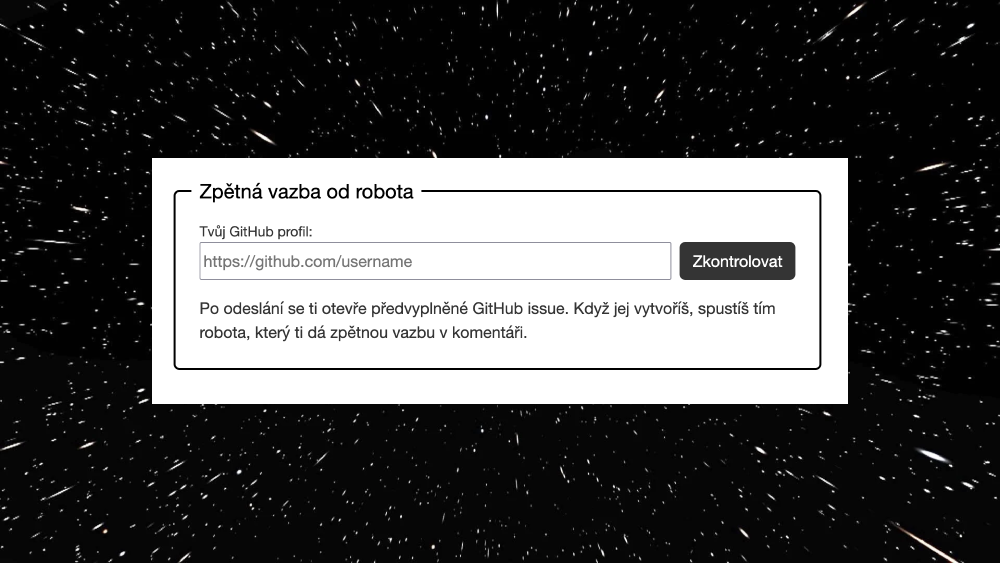 Zpětná vazba od robota
Tvůj GitHub profil:
https://github.com/username
Zkontrolovat
Po odeslání se ti otevře předvyplněné GitHub issue. Když jej vytvoříš, spustíš tím
robota, který ti dá zpětnou vazbu v komentáři.